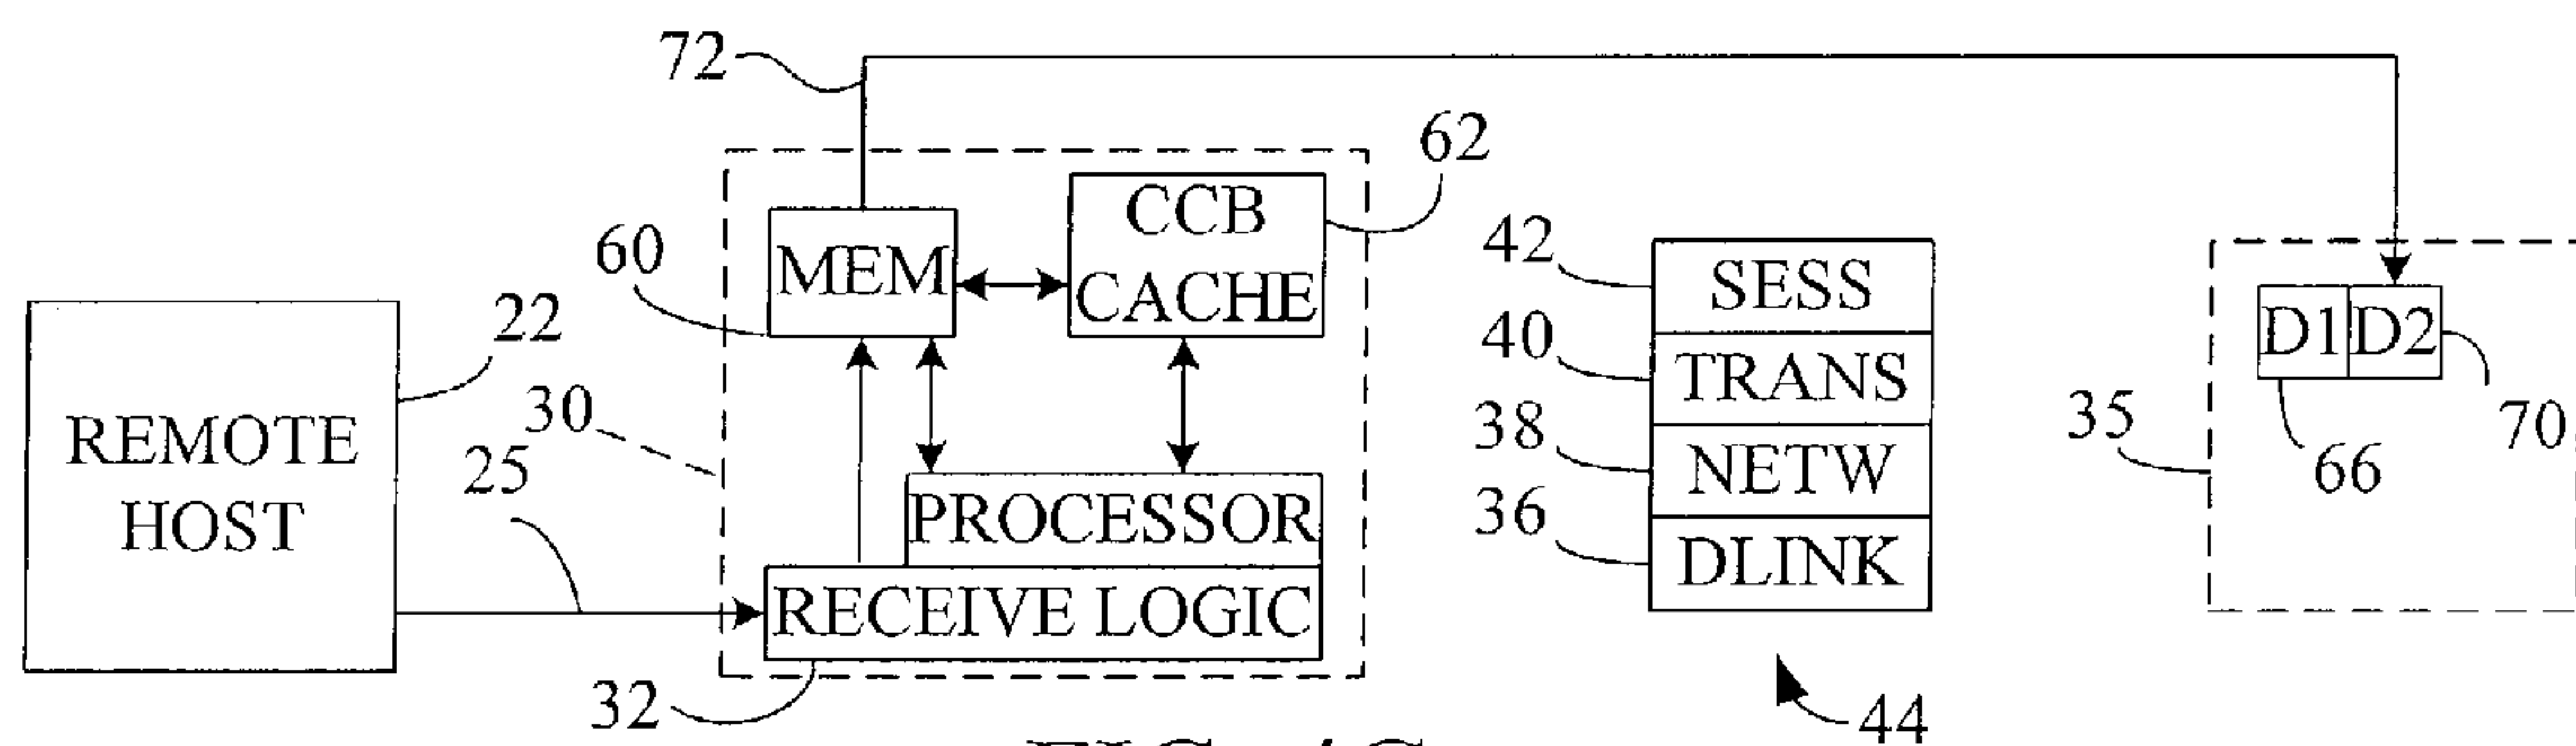 72
62
CCB
CACHE
MEM
60
42
SESS
40
TRANS
38
NETW
36
DLINK
D1
D2
35
66
70
22
REMOTE
HOST
30
25
PROCESSOR
RECEIVE LOGIC
32
44